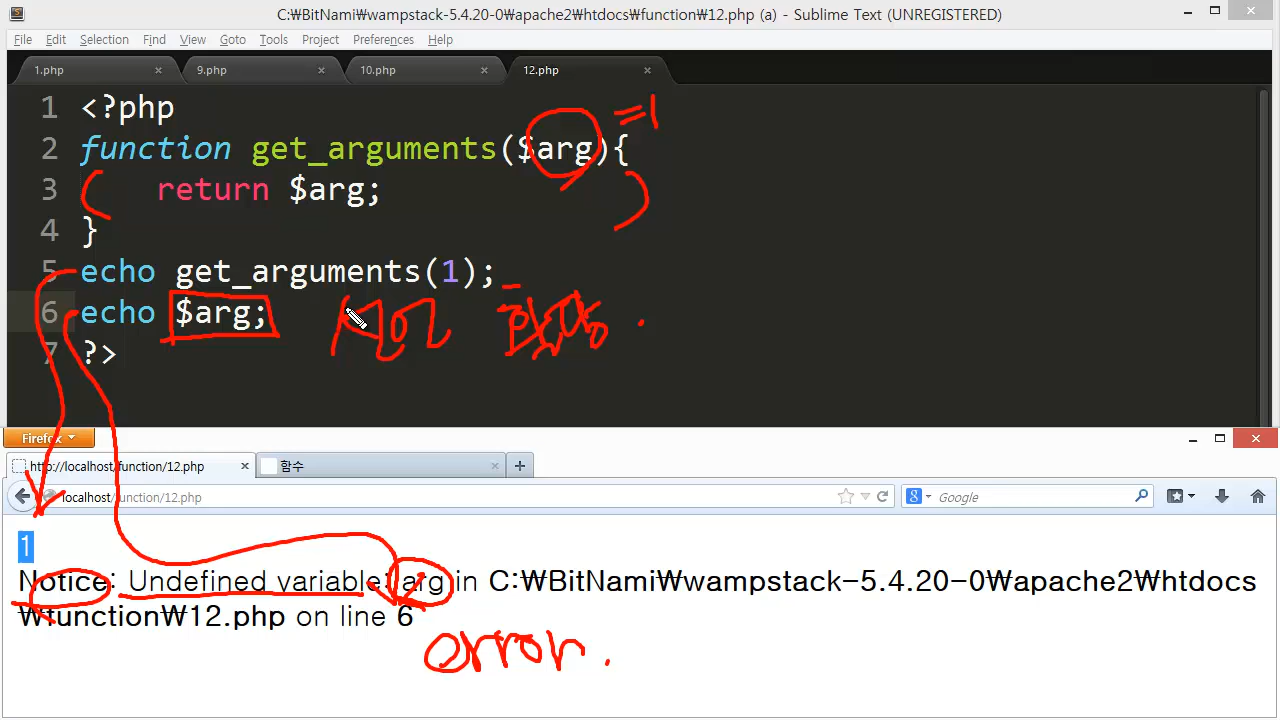 C:₩BitNami₩wampstack-5.4.20-0₩apache2₩htdocs₩function₩12.php (a) - Sublime Text (UNREGISTERED)
File Edit Selection Find View Goto Tools Project Preferences Help
1.php 9.php 10.php 12.php
1 <?php
=1
2 function get_arguments($arg){
3 return $arg;
4 }
5 echo get_arguments(1);
6 echo $arg;
7 ?>
Firefox
http://localhost/function/12.php 함수
localhost/function/12.php Google
1
Notice: Undefined variable: arg in C:₩BitNami₩wampstack-5.4.20-0₩apache2₩htdocs
₩function₩12.php on line 6
error.